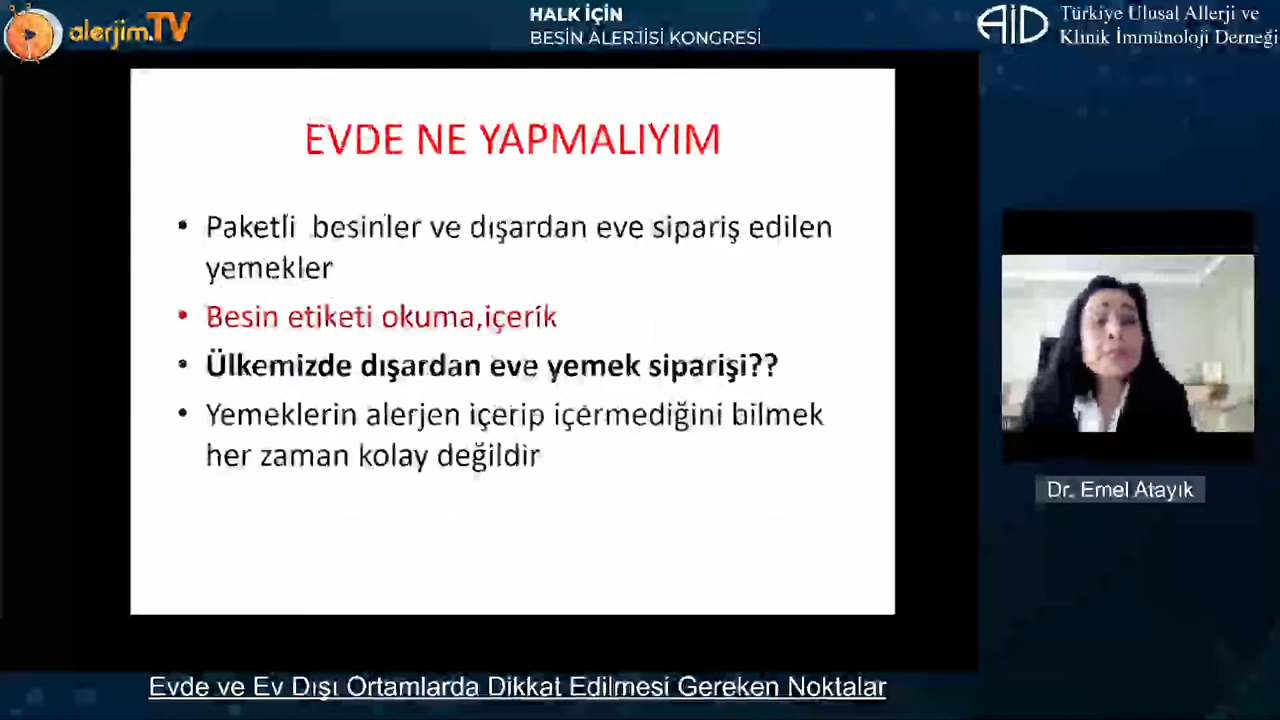 alerjim.TV
HALK İÇİN
BESİN ALERJİSİ KONGRESİ
AİD
Türkiye Ulusal Allerji ve
Klinik İmmünoloji Derneği
EVDE NE YAPMALIYIM
• Paketli besinler ve dışardan eve sipariş edilen
yemekler
• Besin etiketi okuma,içerik
• Ülkemizde dışardan eve yemek siparişi??
• Yemeklerin alerjen içerip içermediğini bilmek
her zaman kolay değildir
Dr. Emel Atayık
Evde ve Ev Dışı Ortamlarda Dikkat Edilmesi Gereken Noktalar